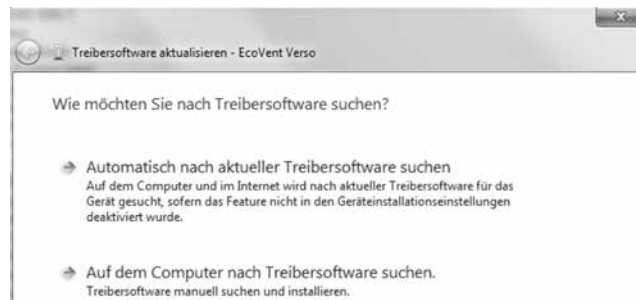 Treibersoftware aktualisieren - EcoVent Verso
Wie möchten Sie nach Treibersoftware suchen?
Automatisch nach aktueller Treibersoftware suchen
Auf dem Computer und im Internet wird nach aktueller Treibersoftware für das
Gerät gesucht, sofern das Feature nicht in den Geräteinstallationseinstellungen
deaktiviert wurde.
Auf dem Computer nach Treibersoftware suchen.
Treibersoftware manuell suchen und installieren.